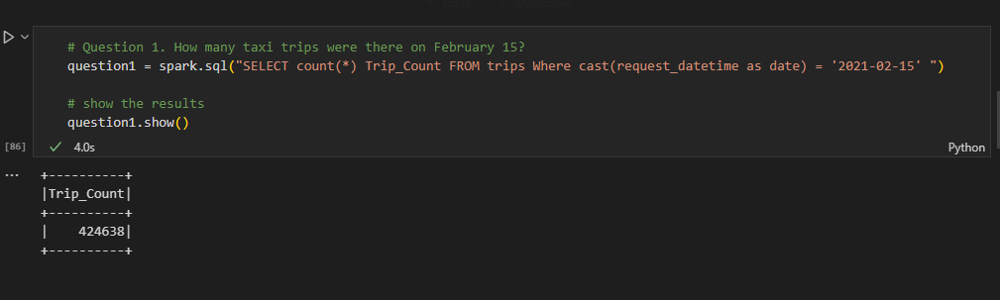 # Question 1. How many taxi trips were there on February 15?
question1 = spark.sql("SELECT count(*) Trip_Count FROM trips Where cast(request_datetime as date) = '2021-02-15' ")
# show the results
question1.show()
[86] 4.0s Python
...
+----------+
|Trip_Count|
+----------+
|    424638|
+----------+